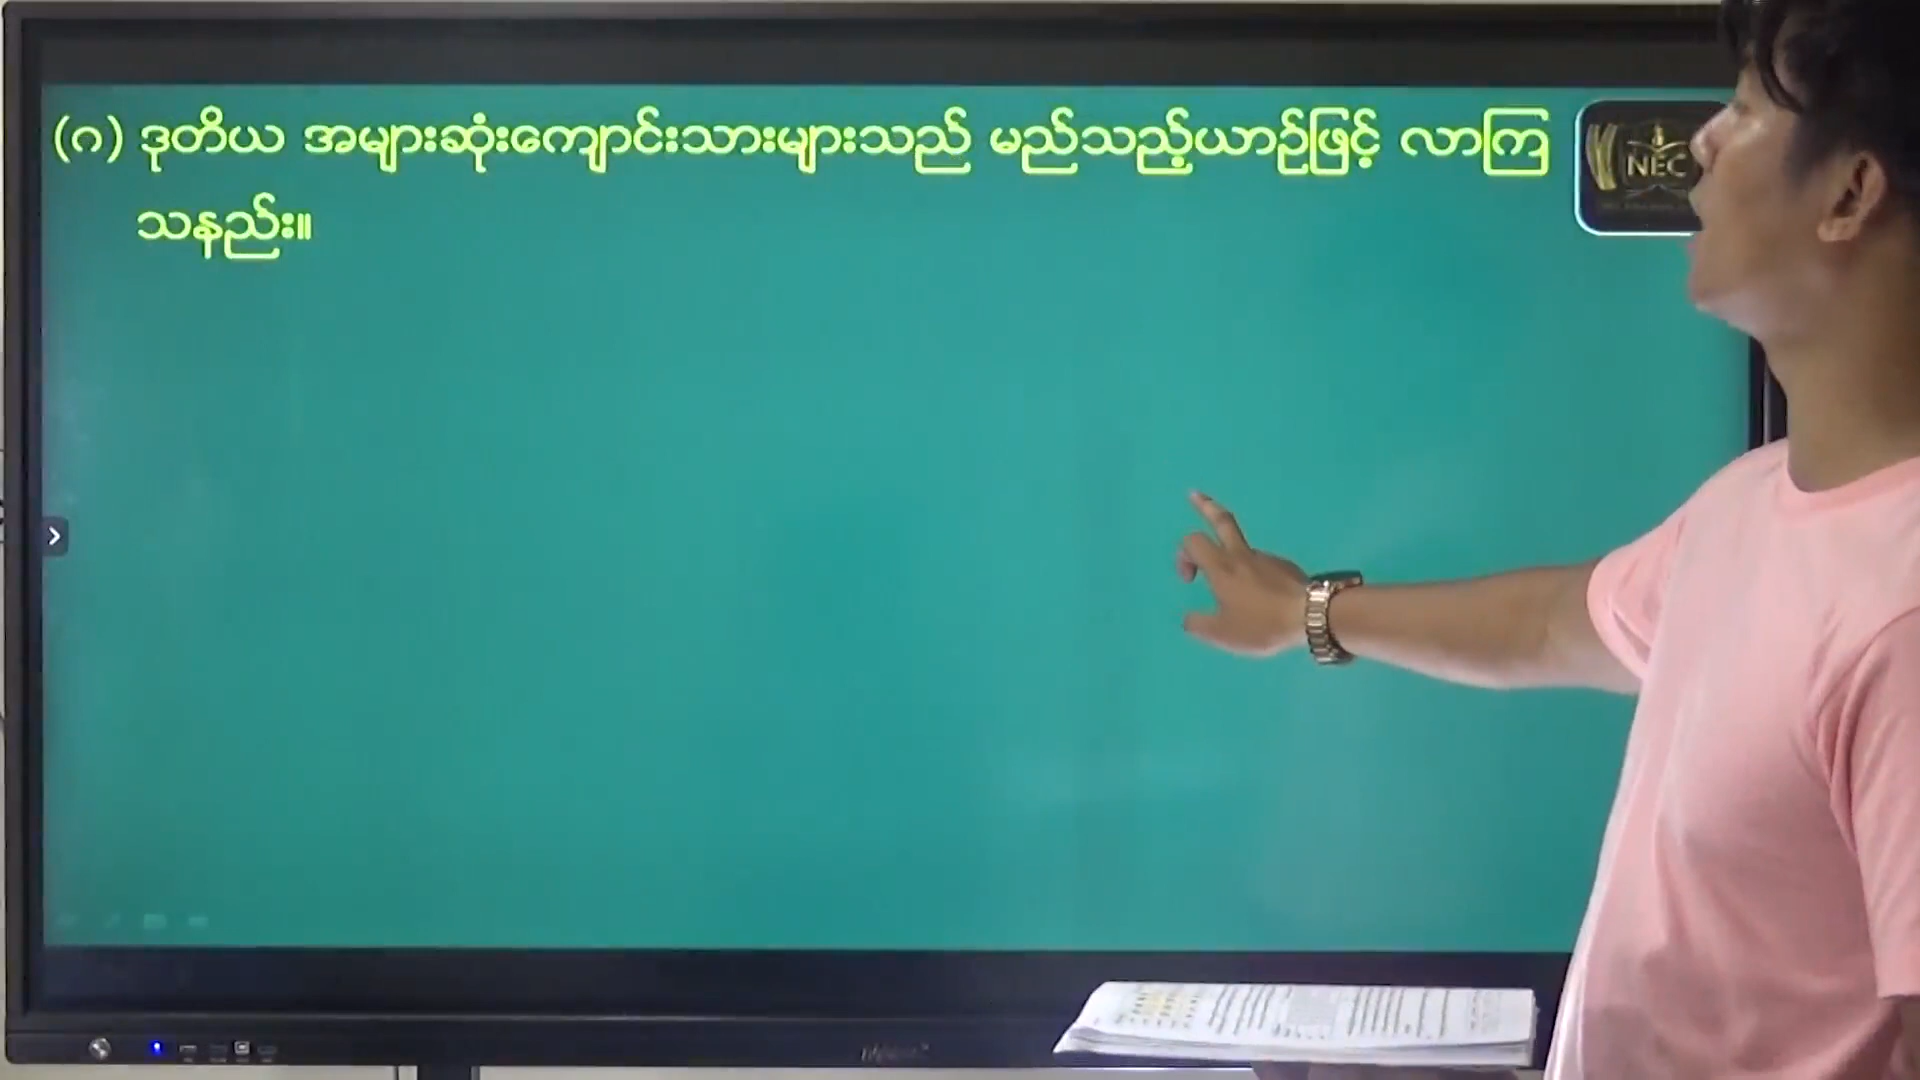 (ဂ) ဒုတိယ အများဆုံးကျောင်းသားများသည် မည်သည့်ယာဉ်ဖြင့် လာကြ
သနည်း။
NEC